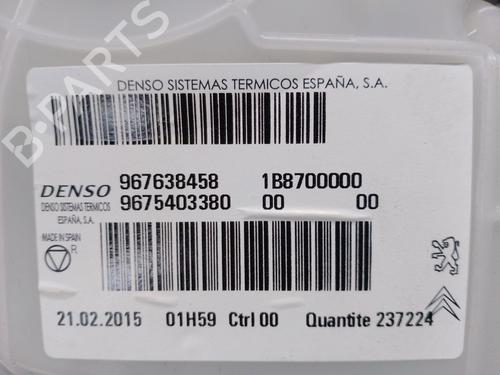 B-PARTS
DENSO SISTEMAS TERMICOS ESPAÑA, S.A.
DENSO
DENSO SISTEMAS TERMICOS
ESPAÑA, S.A.
MADE IN SPAIN
R
967638458 1B8700000
9675403380 00 00
21.02.2015 01H59 Ctrl 00 Quantite 237224